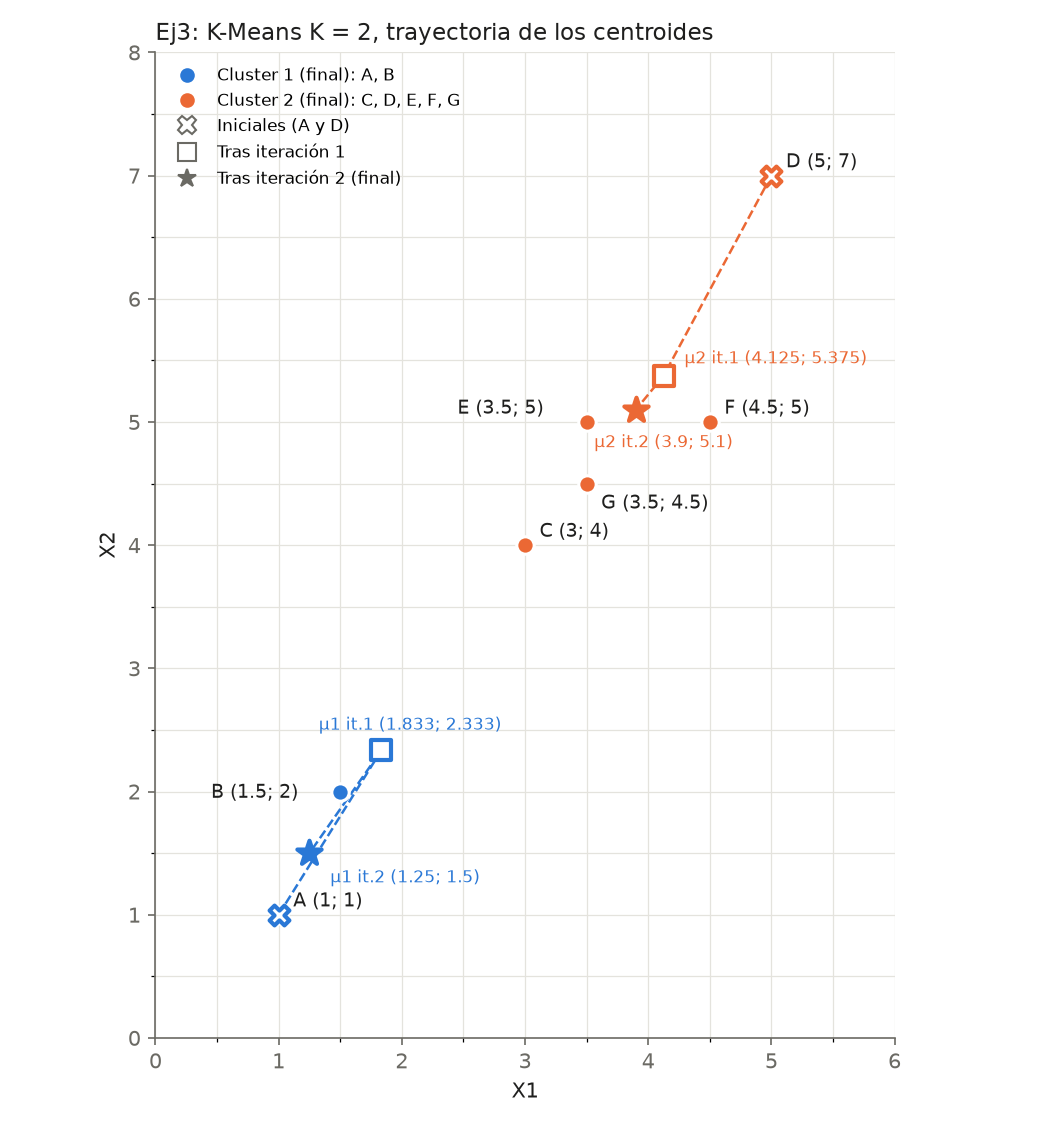 Ej3: K-Means K = 2, trayectoria de los centroides
Cluster 1 (final): A, B
Cluster 2 (final): C, D, E, F, G
Iniciales (A y D)
Tras iteración 1
Tras iteración 2 (final)
D (5; 7)
μ2 it.1 (4.125; 5.375)
E (3.5; 5)
F (4.5; 5)
μ2 it.2 (3.9; 5.1)
G (3.5; 4.5)
C (3; 4)
μ1 it.1 (1.833; 2.333)
B (1.5; 2)
μ1 it.2 (1.25; 1.5)
A (1; 1)
X2
8
7
6
5
4
3
2
1
0
0 1 2 3 4 5 6
X1